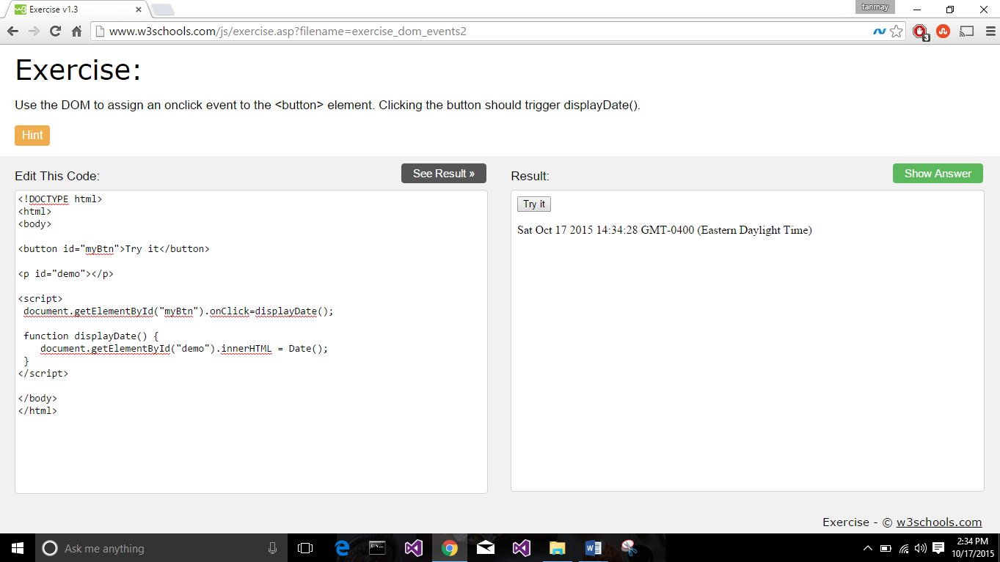 Exercise v1.3
tanmay
www.w3schools.com/js/exercise.asp?filename=exercise_dom_events2
3
Exercise:
Use the DOM to assign an onclick event to the <button> element. Clicking the button should trigger displayDate().
Hint
Edit This Code:
See Result »
<!DOCTYPE html>
<html>
<body>
<button id="myBtn">Try it</button>
<p id="demo"></p>
<script>
document.getElementById("myBtn").onClick=displayDate();
function displayDate() {
document.getElementById("demo").innerHTML = Date();
}
</script>
</body>
</html>
Result:
Show Answer
Try it
Sat Oct 17 2015 14:34:28 GMT-0400 (Eastern Daylight Time)
Exercise - © w3schools.com
Ask me anything
2:34 PM
10/17/2015